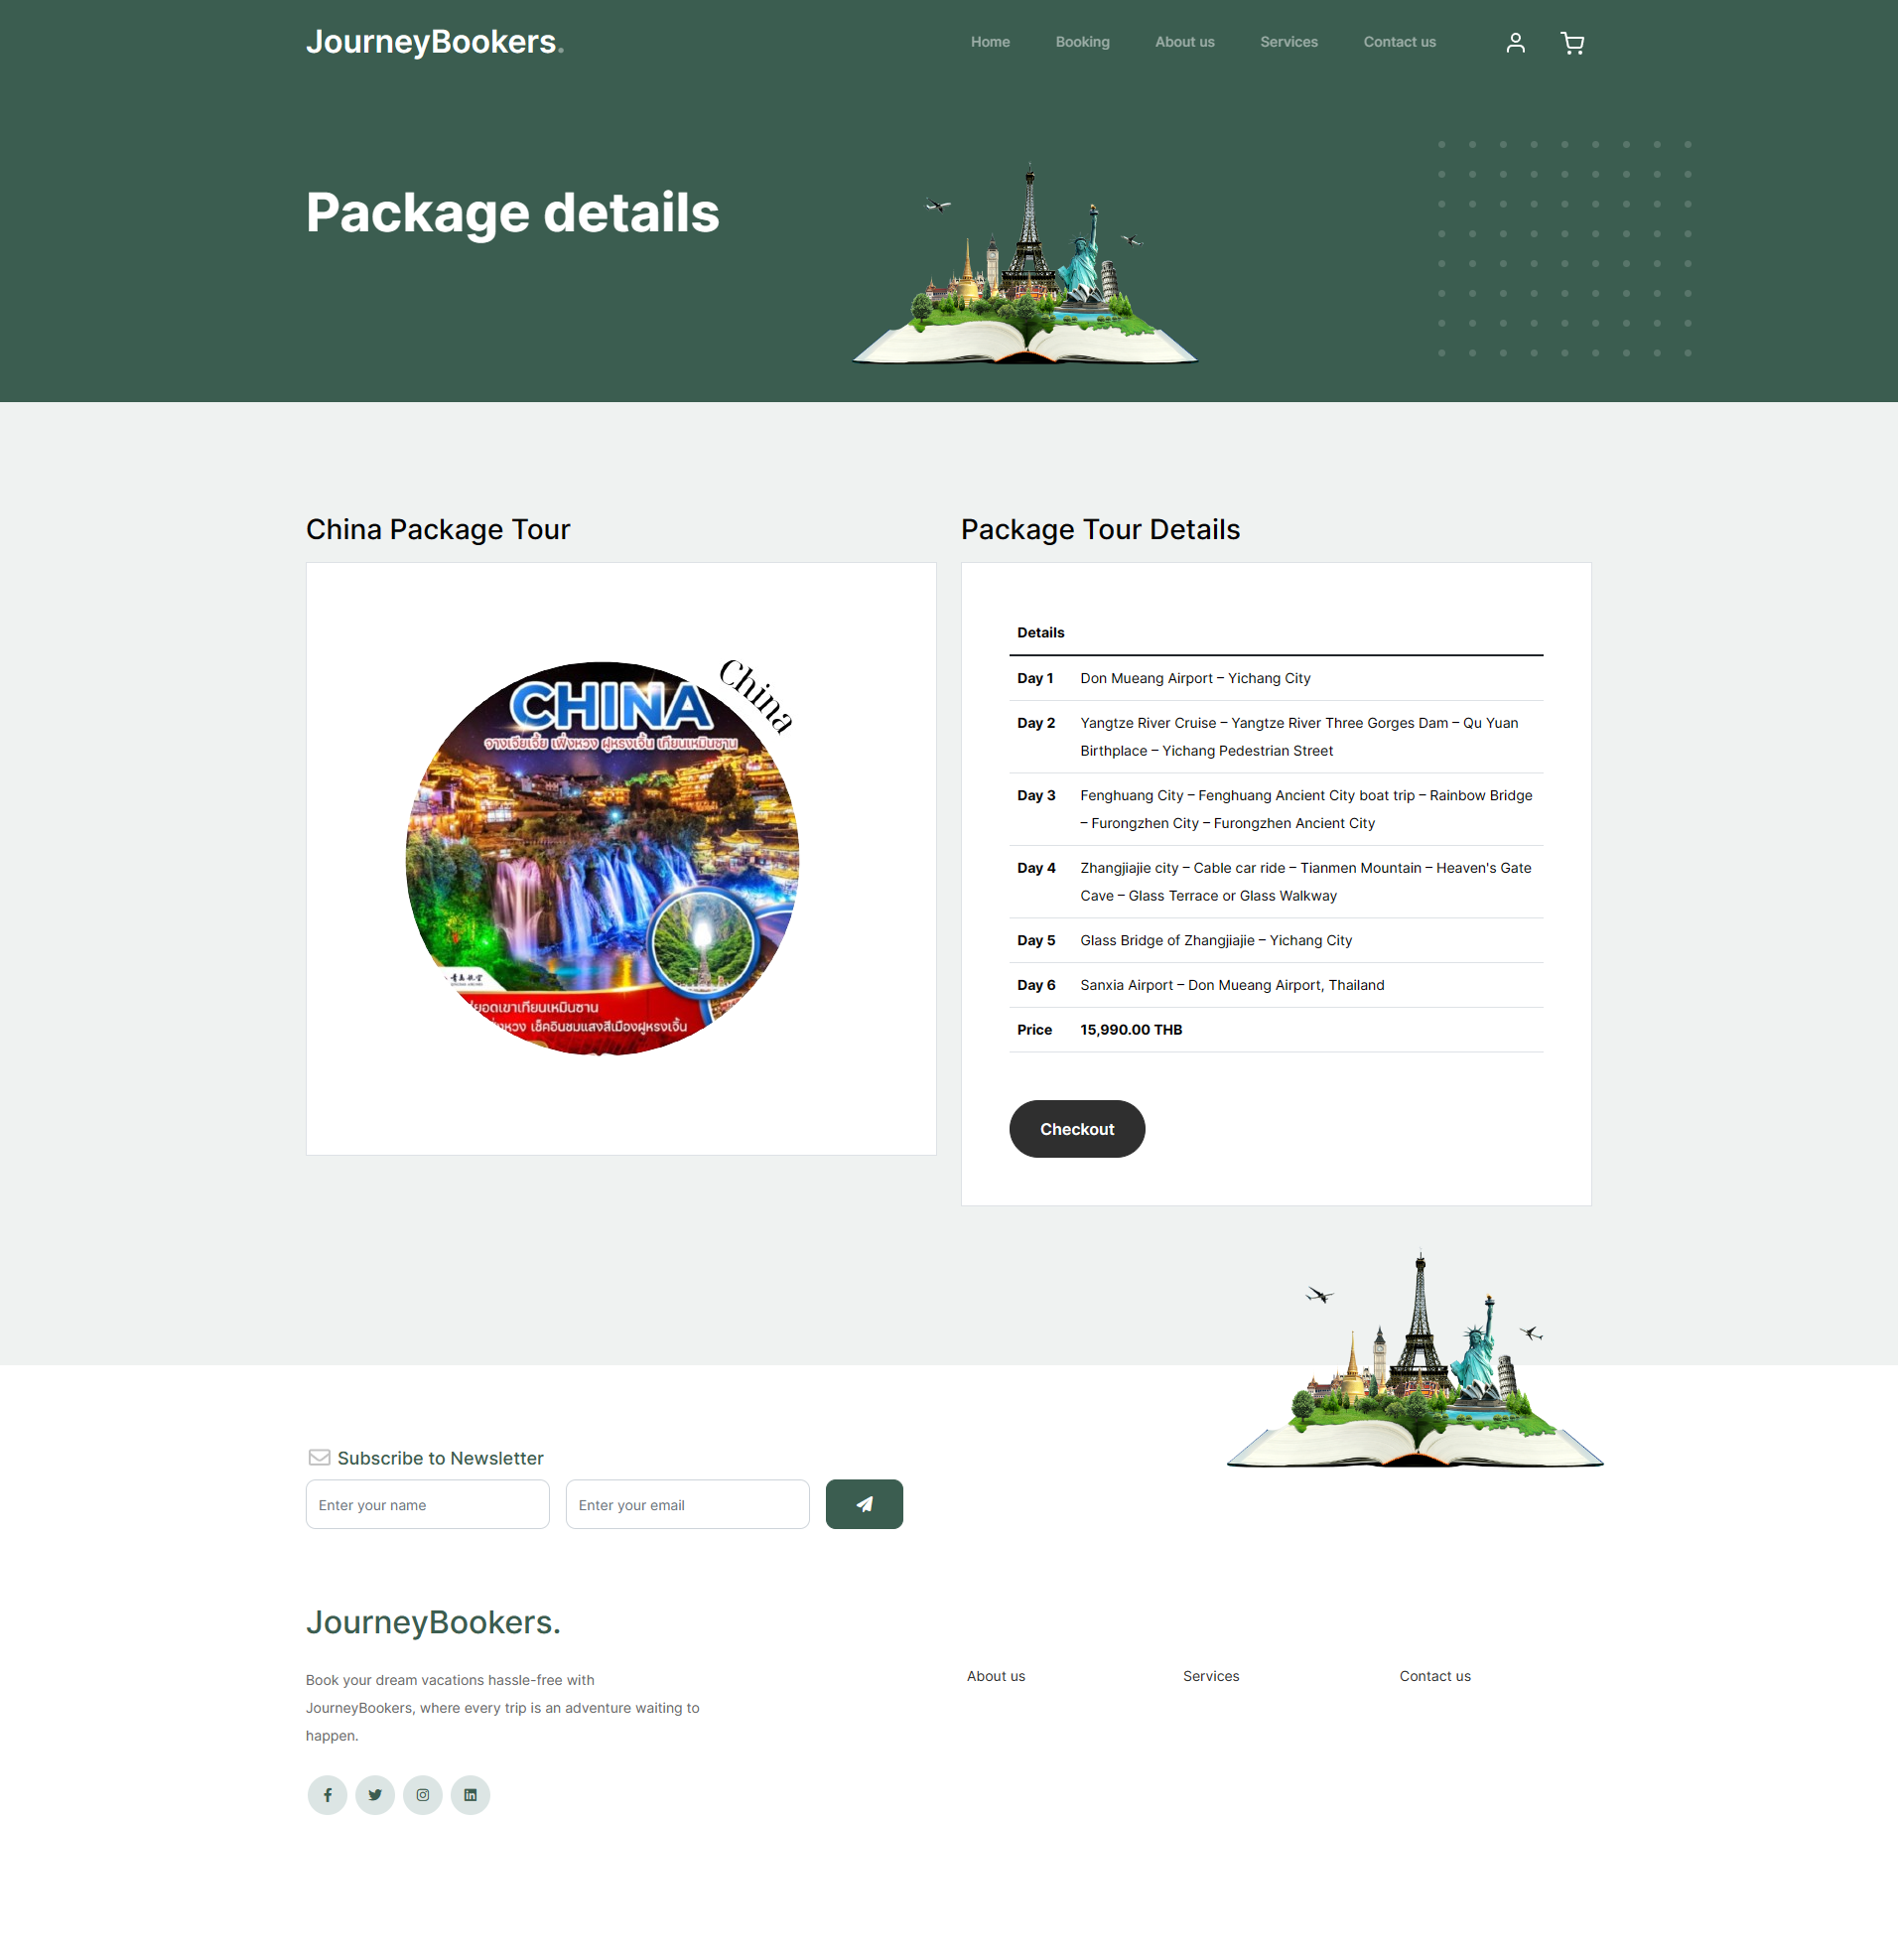 JourneyBookers.
Home
Booking
About us
Services
Contact us
Package details
China Package Tour
China
CHINA
จางเจียเจี้ย เฟิ่งหวง ฝูหรงเจิ้น เทียนเหมินซาน
ยอดเขาเทียนเหมินซาน
เช็คอินชมแสงสีเมืองฝูหรงเจิ้น
Package Tour Details
Details
Day 1 Don Mueang Airport – Yichang City
Day 2 Yangtze River Cruise – Yangtze River Three Gorges Dam – Qu Yuan
Birthplace – Yichang Pedestrian Street
Day 3 Fenghuang City – Fenghuang Ancient City boat trip – Rainbow Bridge
– Furongzhen City – Furongzhen Ancient City
Day 4 Zhangjiajie city – Cable car ride – Tianmen Mountain – Heaven's Gate
Cave – Glass Terrace or Glass Walkway
Day 5 Glass Bridge of Zhangjiajie – Yichang City
Day 6 Sanxia Airport – Don Mueang Airport, Thailand
Price 15,990.00 THB
Checkout
Subscribe to Newsletter
Enter your name
Enter your email
JourneyBookers.
Book your dream vacations hassle-free with
JourneyBookers, where every trip is an adventure waiting to
happen.
About us
Services
Contact us